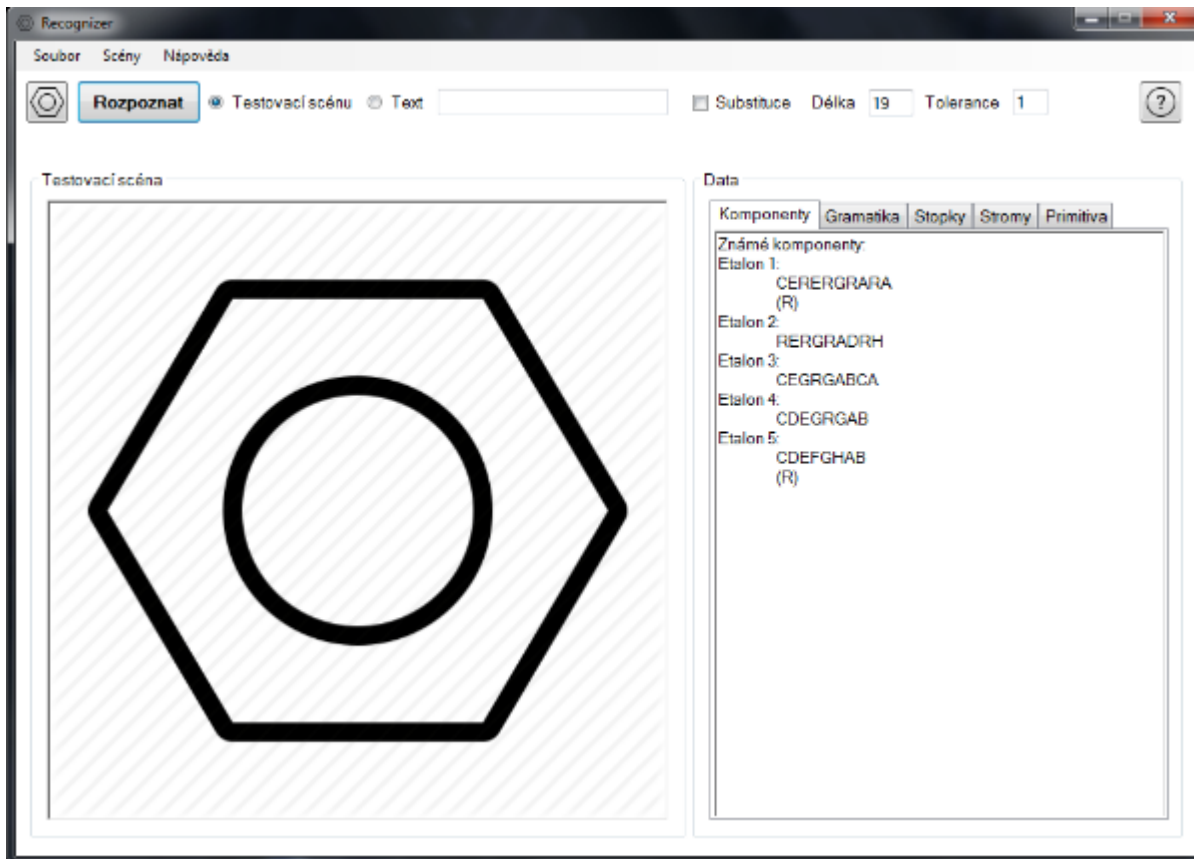 Recognizer
Soubor Scény Nápověda
Rozpoznat Testovací scénu Text Substituce Délka 19 Tolerance 1 ?
Testovací scéna
Data
Komponenty Gramatika Stopky Stromy Primitiva
Známé komponenty:
Etalon 1:
CERERGRARA
(R)
Etalon 2:
RERGRADRH
Etalon 3:
CEGRGABCA
Etalon 4:
CDEGRGAB
Etalon 5:
CDEFGHAB
(R)